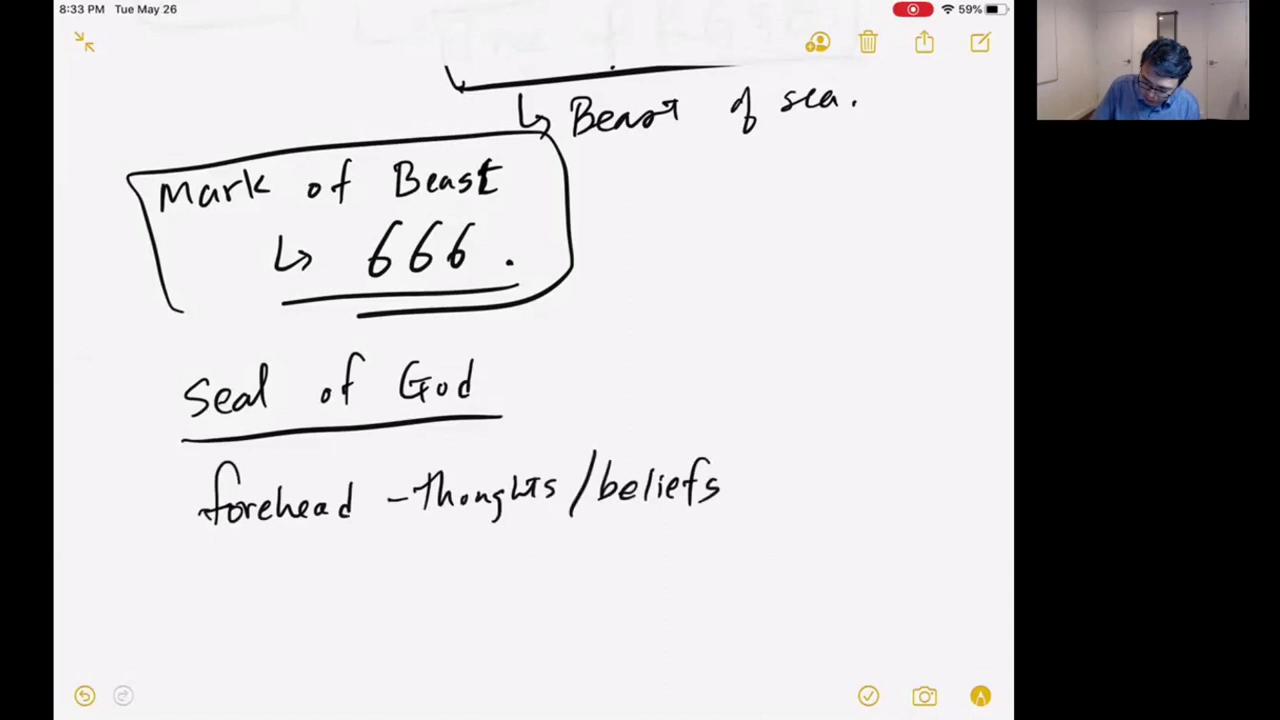 8:33 PM Tue May 26
59%
↳ Beast of sea.
Mark of Beast
↳ 666.
Seal of God
forehead - thoughts/beliefs